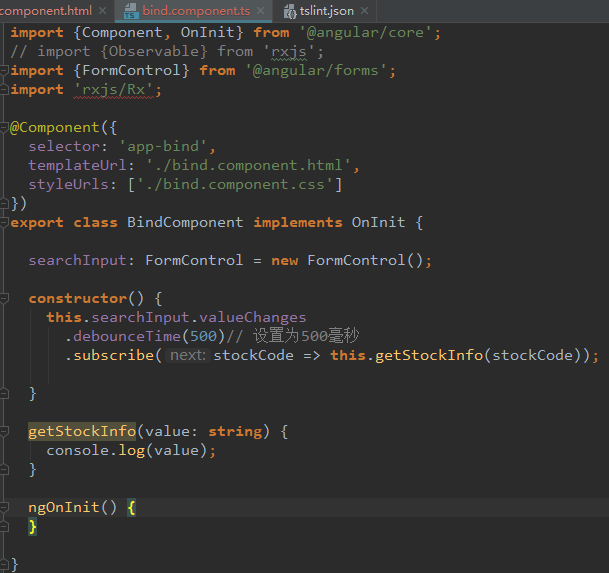 component.html × bind.component.ts × tslint.json ×
import {Component, OnInit} from '@angular/core';
// import {Observable} from 'rxjs';
import {FormControl} from '@angular/forms';
import 'rxjs/Rx';
@Component({
selector: 'app-bind',
templateUrl: './bind.component.html',
styleUrls: ['./bind.component.css']
})
export class BindComponent implements OnInit {
searchInput: FormControl = new FormControl();
constructor() {
this.searchInput.valueChanges
.debounceTime(500)// 设置为500毫秒
.subscribe( next: stockCode => this.getStockInfo(stockCode));
}
getStockInfo(value: string) {
console.log(value);
}
ngOnInit() {
}
}